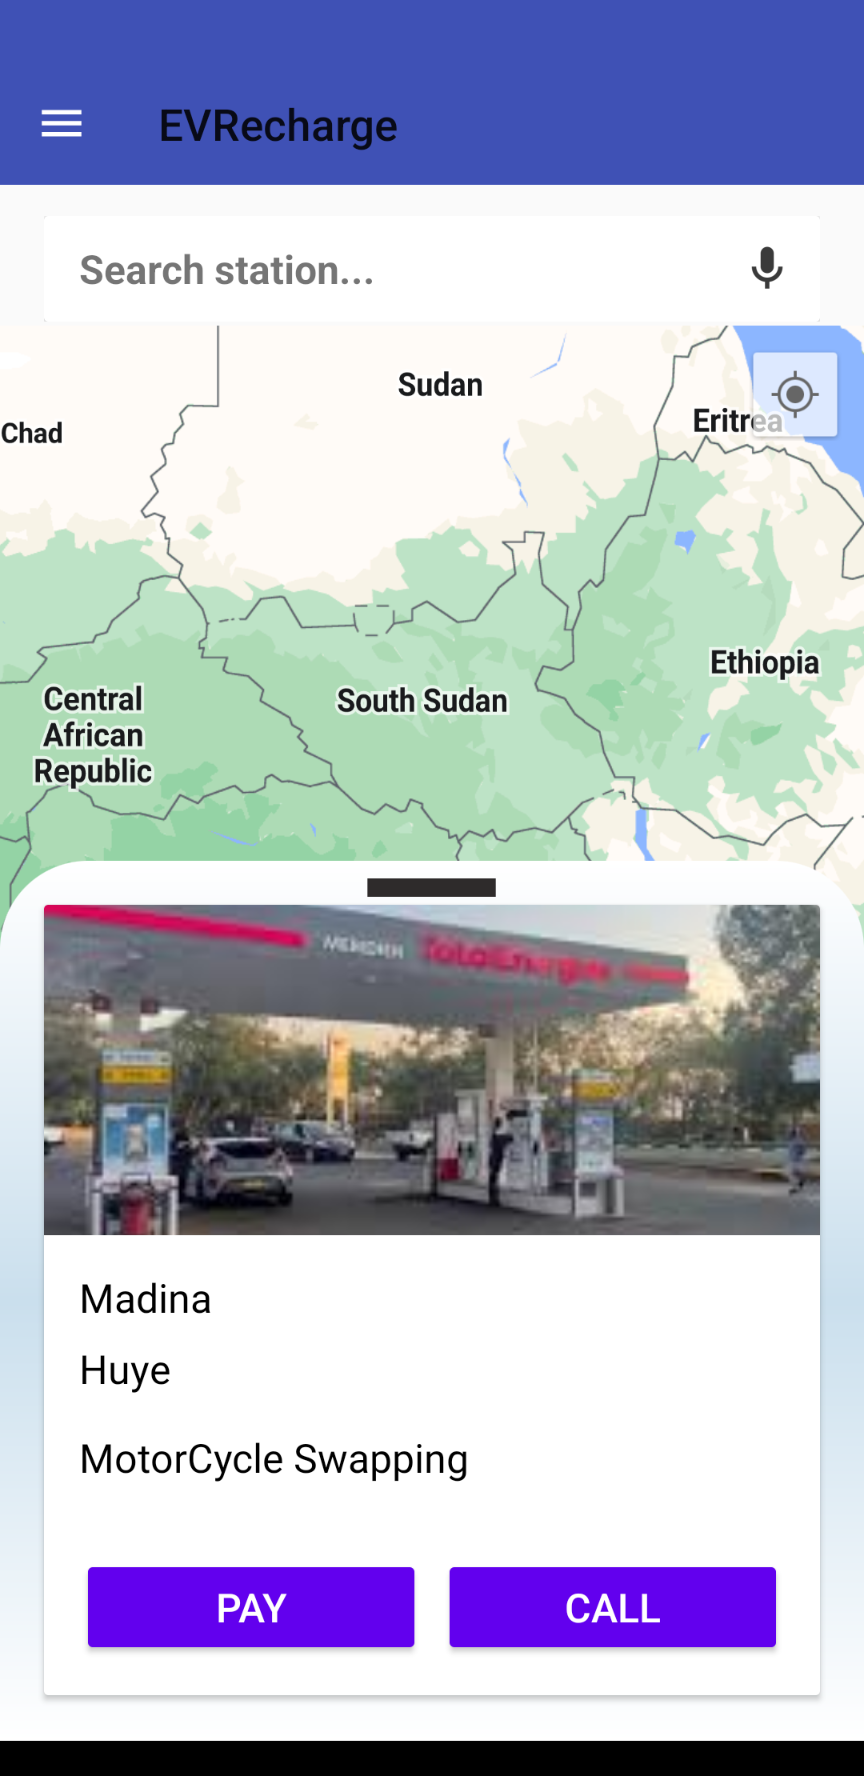 EVRecharge
Search station...
Sudan
Eritrea
Chad
Ethiopia
Central
African
Republic
South Sudan
MERIDIEN TotalEnergies
Madina
Huye
MotorCycle Swapping
PAY
CALL